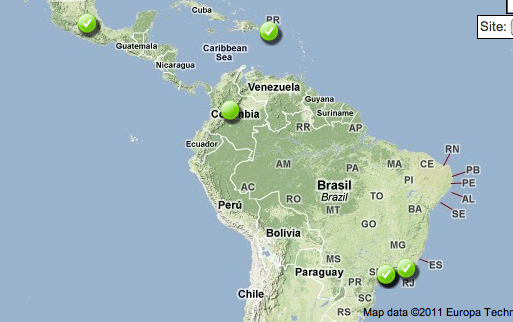 Cuba
PR
Site:
Guatemala
Caribbean
Sea
Nicaragua
Venezuela
Guyana
Suriname
Ecuador
RR
AP
AM
PA
MA
CE
RN
PB
PE
AL
SE
PI
AC
RO
Brasil
Brazil
TO
BA
Perú
MT
GO
Bolivia
MG
ES
MS
Paraguay
PR
RJ
SC
Chile
RS
Map data ©2011 Europa Techn